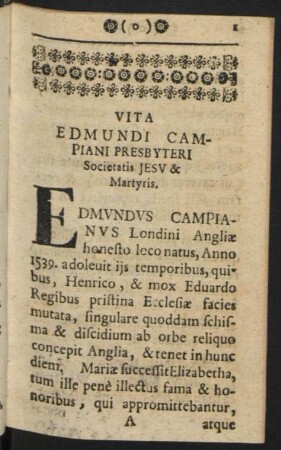 ( o ) 1
VITA
EDMUNDI CAM-
PIANI PRESBYTERI
Societatis JESV &
Martyris.
EDMVNDVS CAMPIA-
NVS Londini Angliæ
honesto loco natus, Anno
1539. adoleuit ijs temporibus, qui-
bus, Henrico, & mox Eduardo
Regibus pristina Ecclesiæ facies
mutata, singulare quoddam schis-
ma & discidium ab orbe reliquo
concepit Anglia, & tenet in hunc
diem, Mariæ successit Elizabetha,
tum ille penè illectus fama & ho-
noribus, qui appromittebantur,
A atque